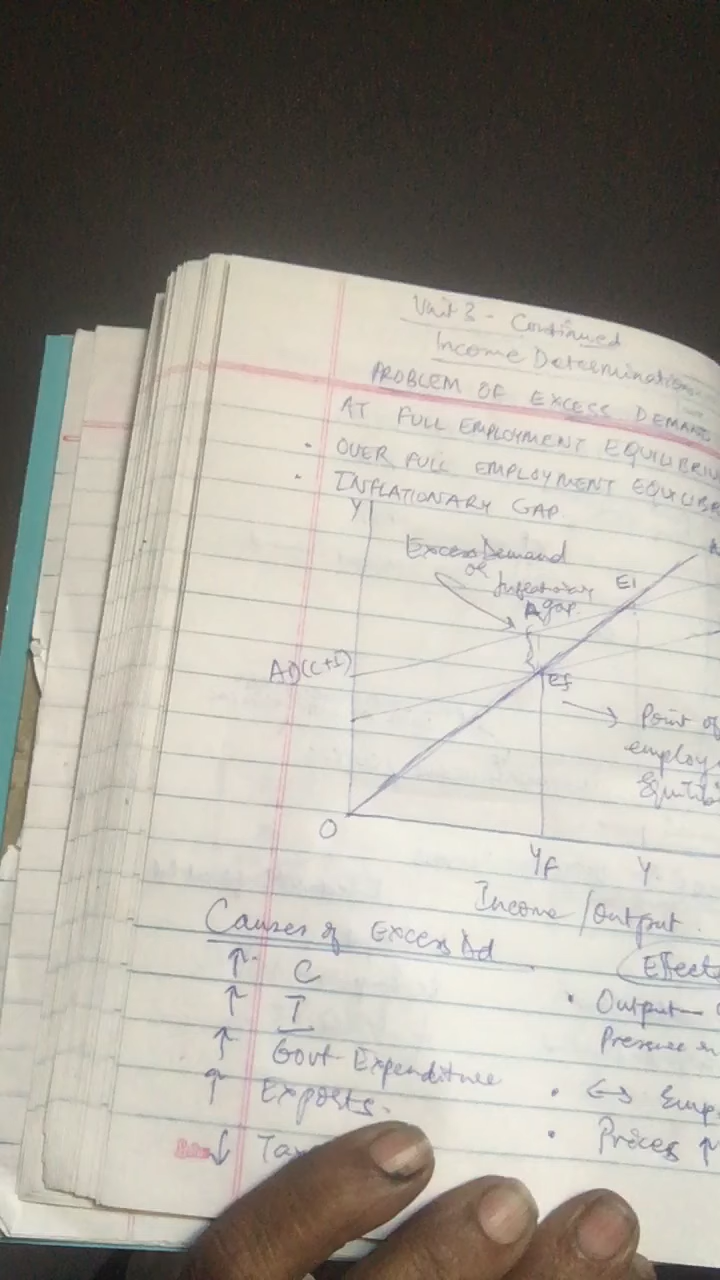 Unit 3 - Continued
Income Determination
PROBLEM OF EXCESS DEMAND
AT FULL EMPLOYMENT EQUILIBRIU
• OVER FULL EMPLOYMENT EQUILIBR
• INFLATIONARY GAP
Y
Excess Demand
or Inflationary
gap
A
E1
AD(C+I)
Ef
Point of
employ
Equilib
O
YF
Y
Income/Output
Causes of Excess Ad
↑ C
↑ I
↑ Govt Expenditure
↑ Exports
↓ Tax
Effect
• Output
Pressure
• ↔ Emp
• Prices ↑